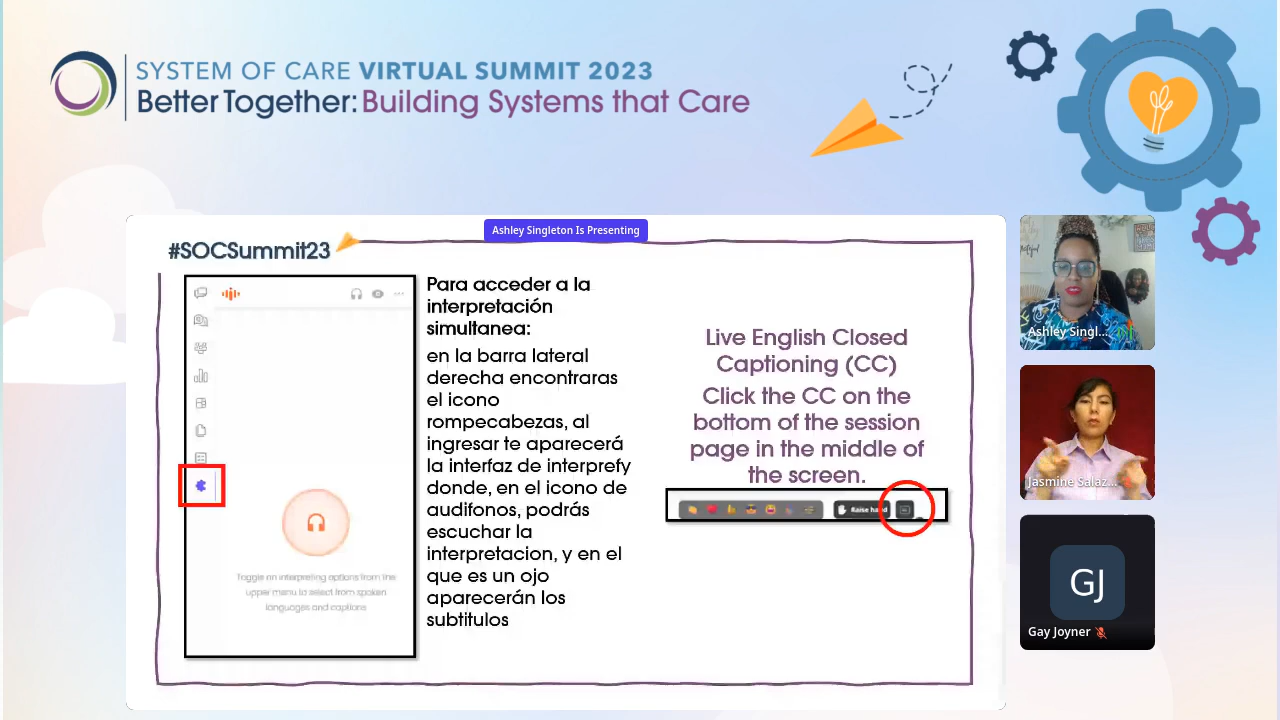 SYSTEM OF CARE VIRTUAL SUMMIT 2023
Better Together: Building Systems that Care
Ashley Singleton Is Presenting
#SOCSummit23
Para acceder a la
interpretación
simultanea:
en la barra lateral
derecha encontraras
el icono
rompecabezas, al
ingresar te aparecerá
la interfaz de interprefy
donde, en el icono de
audifonos, podrás
escuchar la
interpretacion, y en el
que es un ojo
aparecerán los
subtitulos
Toggle on interpreting options from the
upper menu to select from spoken
languages and captions
Live English Closed
Captioning (CC)
Click the CC on the
bottom of the session
page in the middle of
the screen.
Raise hand
Ashley Singl...
Jasmine Salaz...
GJ
Gay Joyner